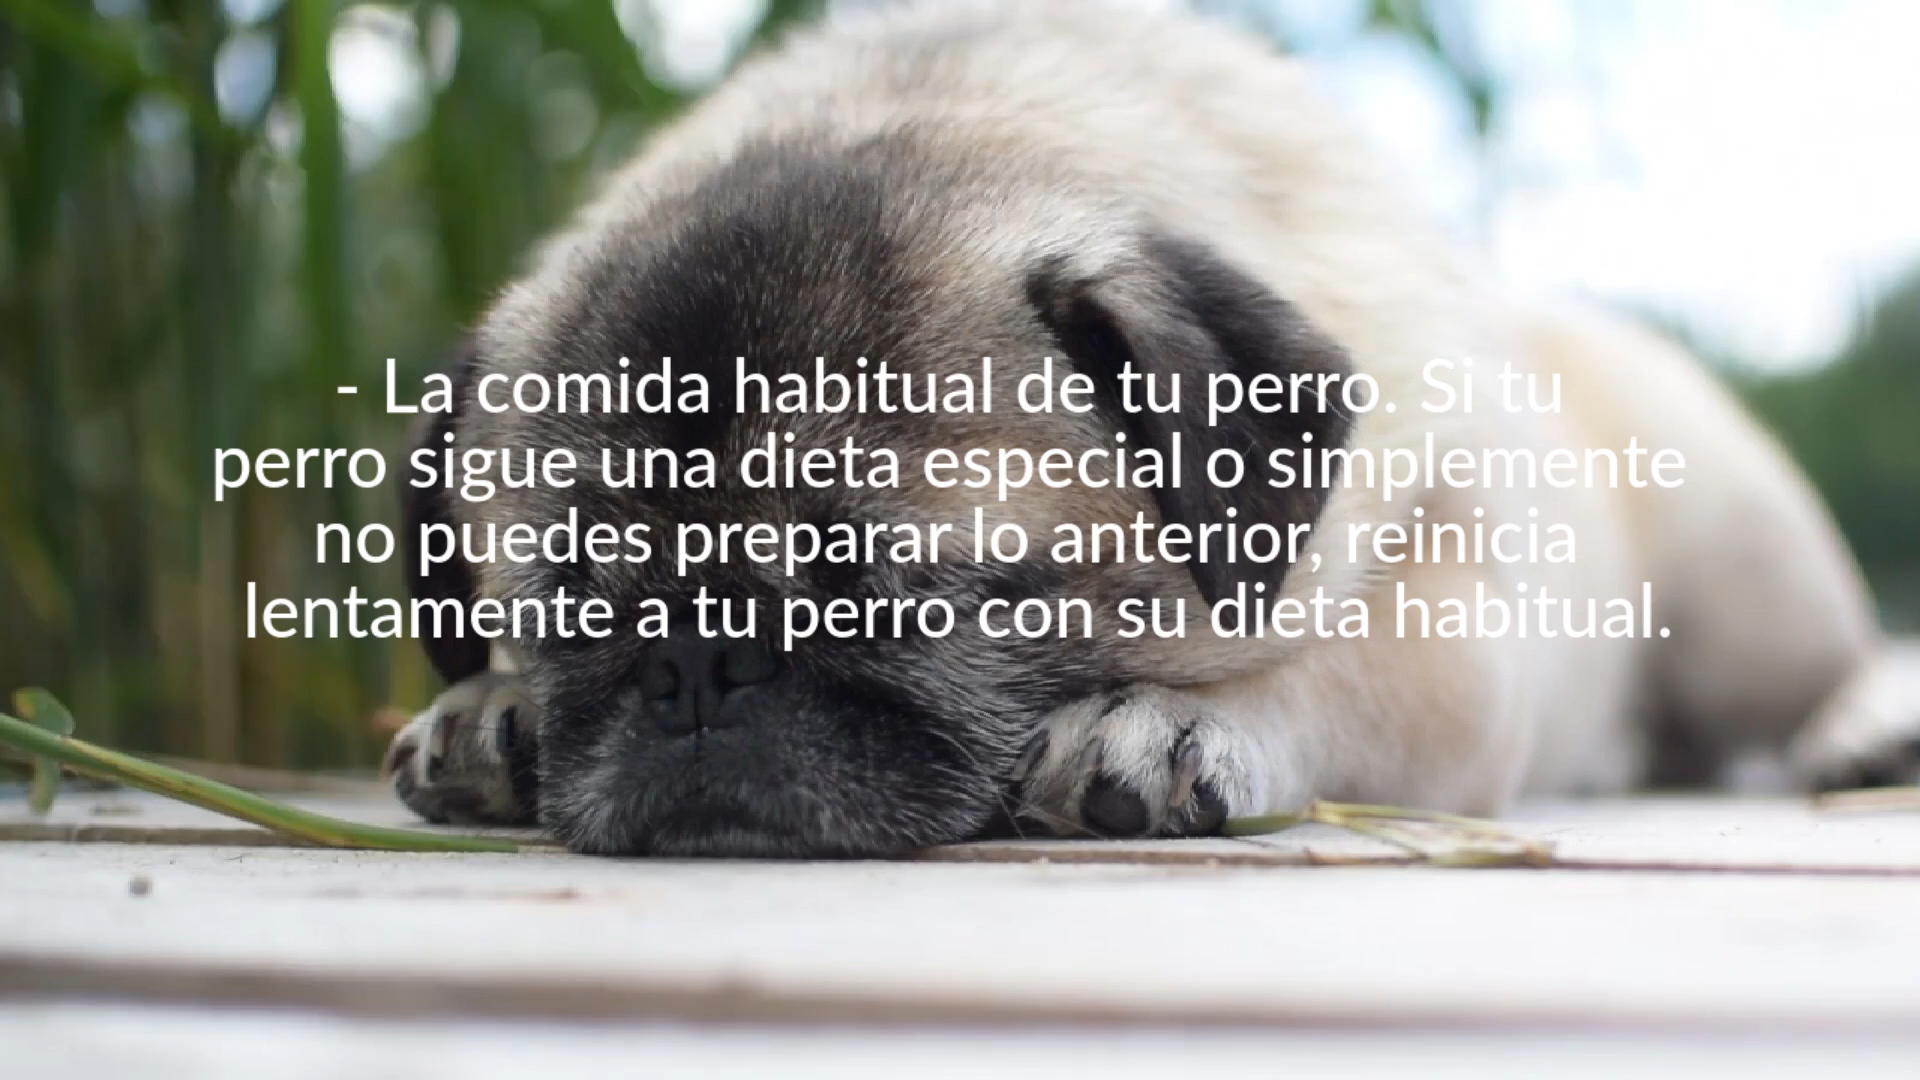 - La comida habitual de tu perro. Si tu
perro sigue una dieta especial o simplemente
no puedes preparar lo anterior, reinicia
lentamente a tu perro con su dieta habitual.